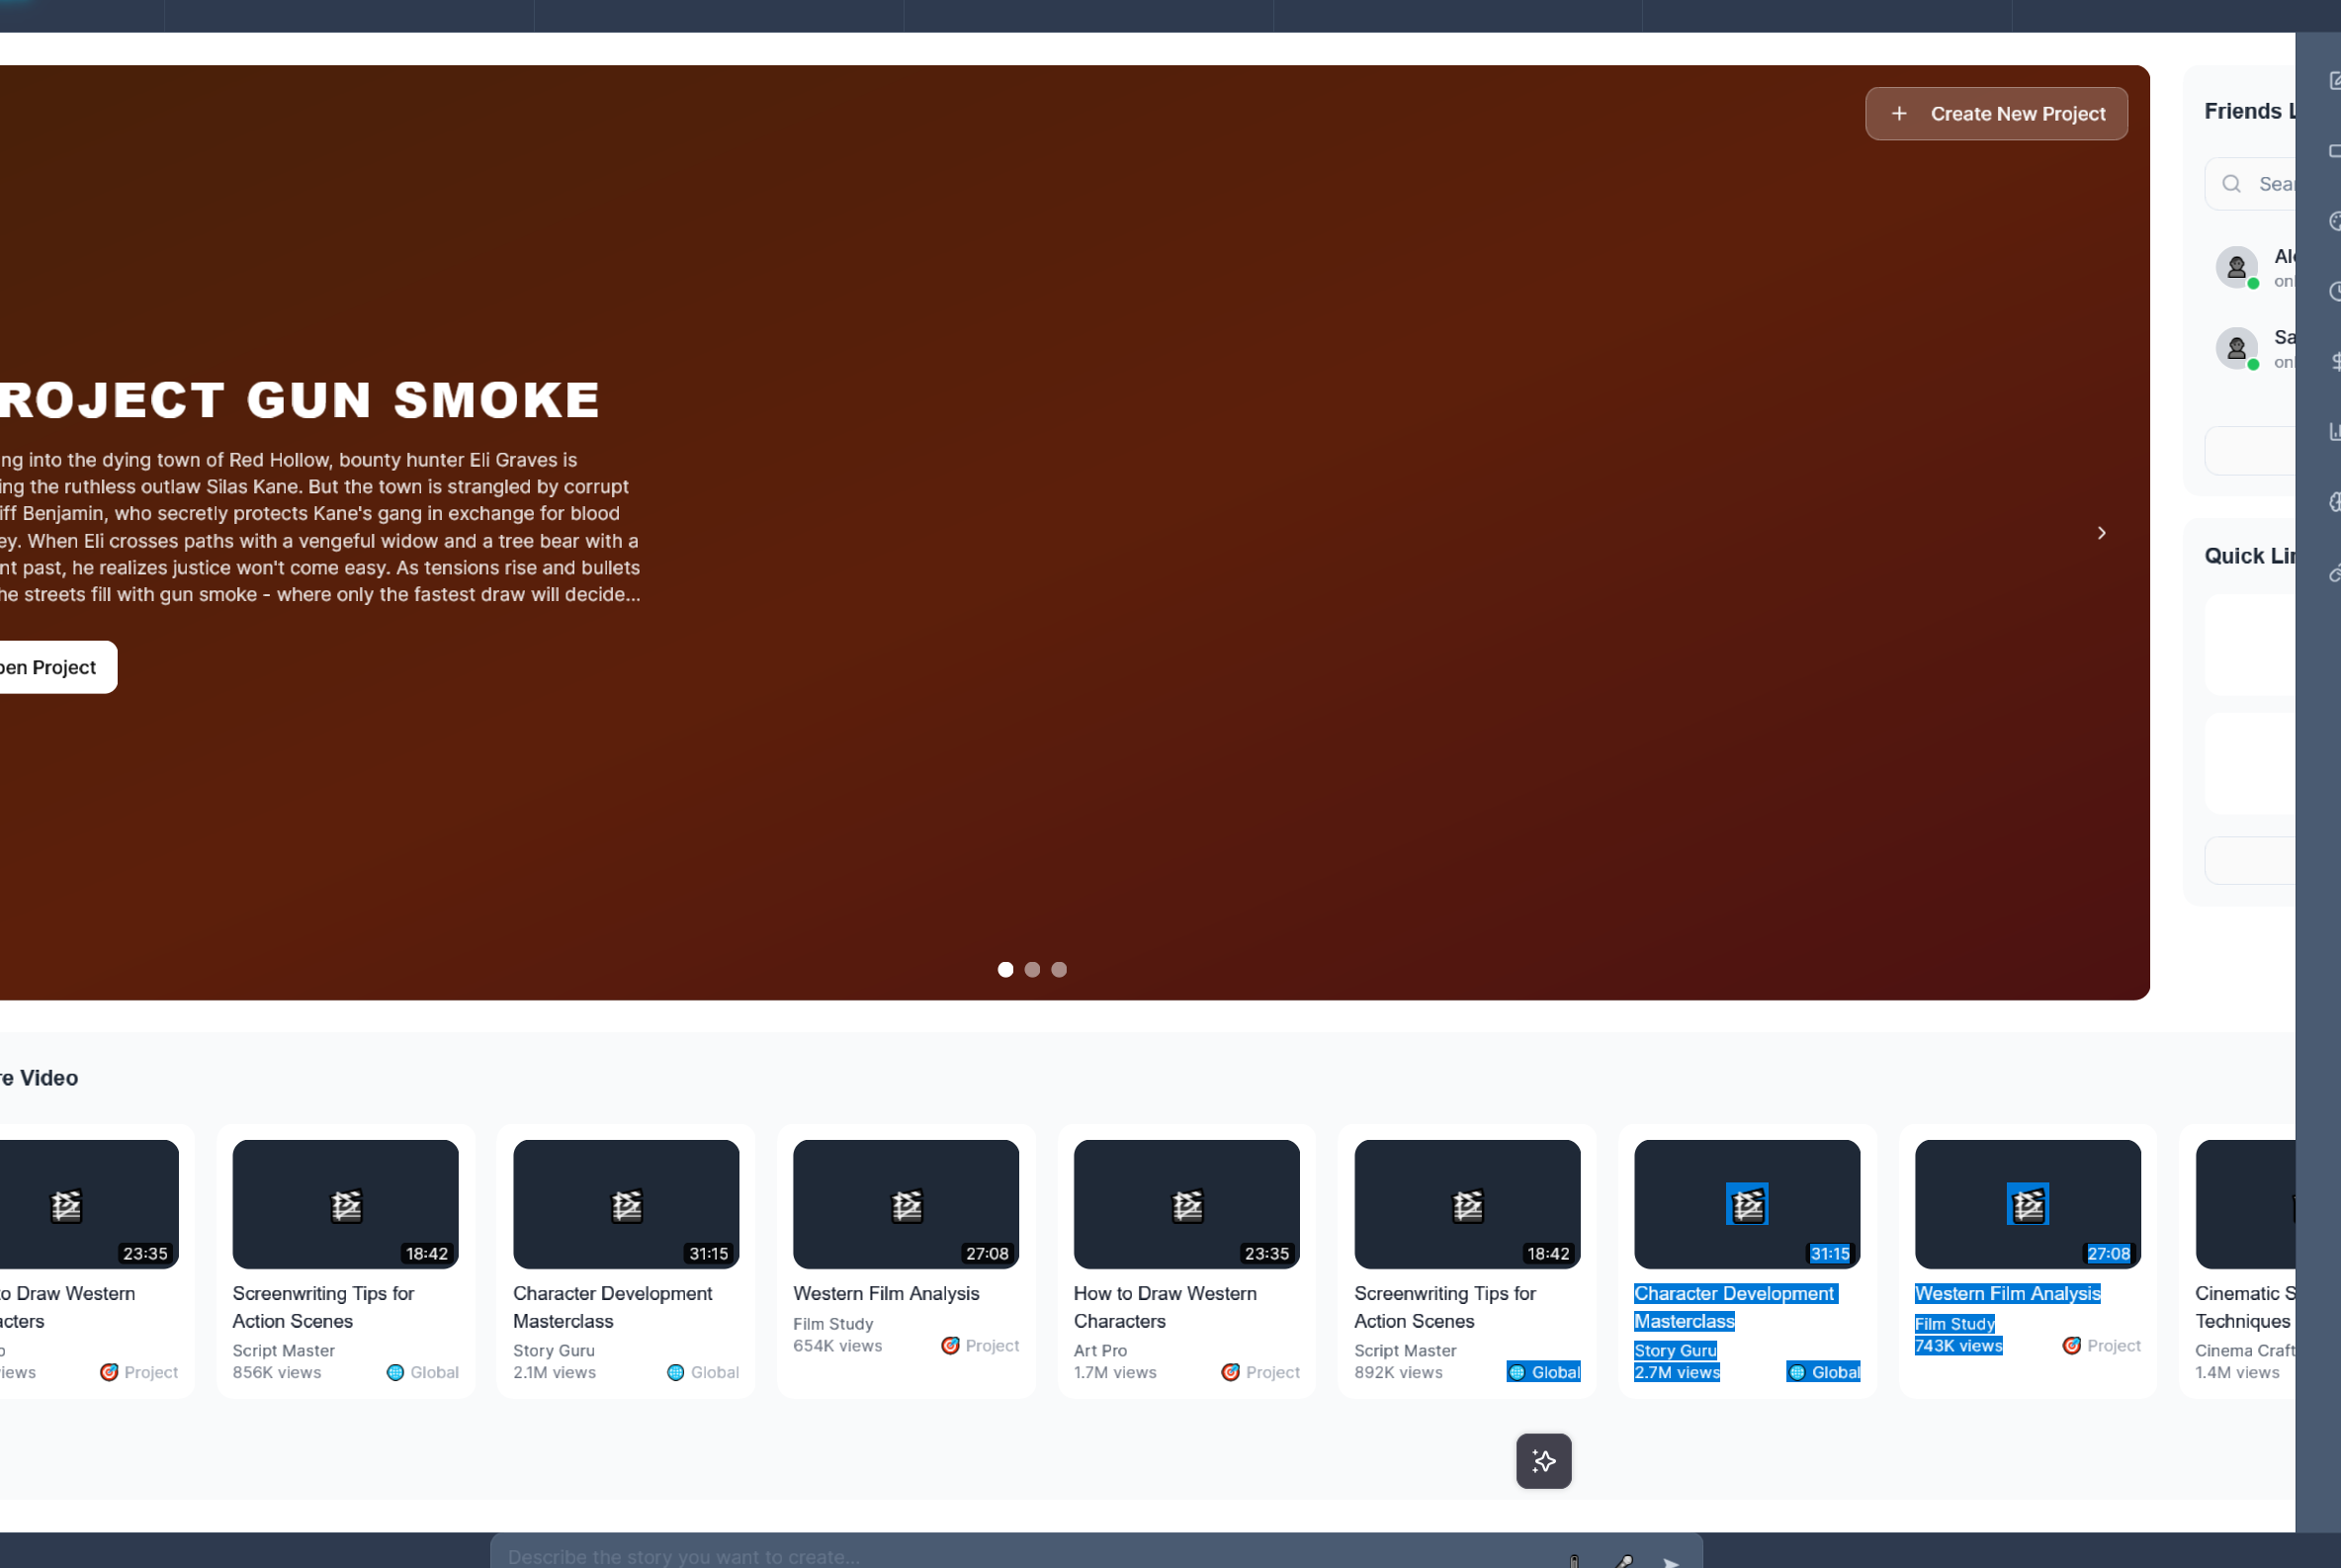 Create New Project
ROJECT GUN SMOKE
ng into the dying town of Red Hollow, bounty hunter Eli Graves is
ing the ruthless outlaw Silas Kane. But the town is strangled by corrupt
iff Benjamin, who secretly protects Kane's gang in exchange for blood
ey. When Eli crosses paths with a vengeful widow and a tree bear with a
nt past, he realizes justice won't come easy. As tensions rise and bullets
he streets fill with gun smoke - where only the fastest draw will decide...
pen Project
Friends L
Sear
Ale
onl
Sa
onl
Quick Lin
re Video
23:35
o Draw Western
acters
o
iews
Project
18:42
Screenwriting Tips for
Action Scenes
Script Master
856K views
Global
31:15
Character Development
Masterclass
Story Guru
2.1M views
Global
27:08
Western Film Analysis
Film Study
654K views
Project
23:35
How to Draw Western
Characters
Art Pro
1.7M views
Project
18:42
Screenwriting Tips for
Action Scenes
Script Master
892K views
Global
31:15
Character Development
Masterclass
Story Guru
2.7M views
Global
27:08
Western Film Analysis
Film Study
743K views
Project
Cinematic S
Techniques
Cinema Craft
1.4M views
Describe the story you want to create...